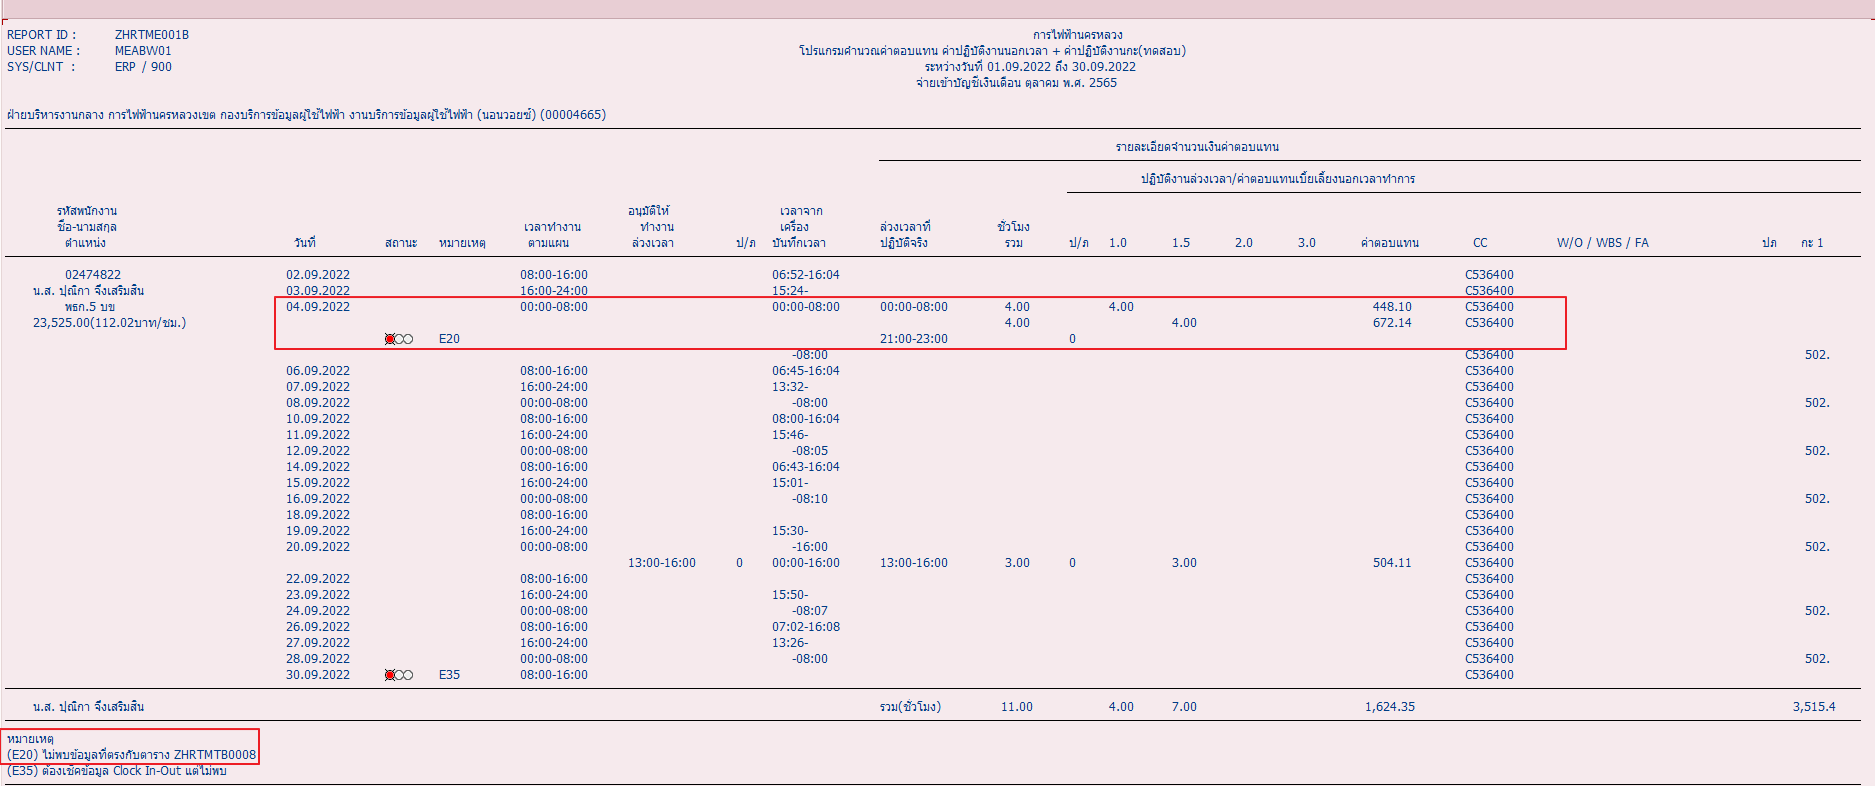 REPORT ID : ZHRTME001B การไฟฟ้านครหลวง
USER NAME : MEABW01 โปรแกรมคำนวณค่าตอบแทน ค่าปฏิบัติงานนอกเวลา + ค่าปฏิบัติงานกะ(ทดสอบ)
SYS/CLNT : ERP / 900 ระหว่างวันที่ 01.09.2022 ถึง 30.09.2022
จ่ายเข้าบัญชีเงินเดือน ตุลาคม พ.ศ. 2565
ฝ่ายบริหารงานกลาง การไฟฟ้านครหลวงเขต กองบริการข้อมูลผู้ใช้ไฟฟ้า งานบริการข้อมูลผู้ใช้ไฟฟ้า (นอนวอยซ์) (00004665)
รายละเอียดจำนวนเงินค่าตอบแทน
ปฏิบัติงานล่วงเวลา/ค่าตอบแทนเบี้ยเลี้ยงนอกเวลาทำการ
รหัสพนักงาน อนุมัติให้ เวลาจาก
ชื่อ-นามสกุล เวลาทำงาน ทำงาน เครื่อง ล่วงเวลาที่ ชั่วโมง
ตำแหน่ง วันที่ สถานะ หมายเหตุ ตามแผน ล่วงเวลา ป/ภ บันทึกเวลา ปฏิบัติจริง รวม ป/ภ 1.0 1.5 2.0 3.0 ค่าตอบแทน CC W/O / WBS / FA ปภ กะ 1
02474822 02.09.2022 08:00-16:00 06:52-16:04 C536400
น.ส. ปุณิกา จึงเสริมสิน 03.09.2022 16:00-24:00 15:24- C536400
พธก.5 บข 04.09.2022 00:00-08:00 00:00-08:00 00:00-08:00 4.00 4.00 448.10 C536400
23,525.00(112.02บาท/ชม.) 4.00 4.00 672.14 C536400
E20 21:00-23:00 0
-08:00 C536400 502.
06.09.2022 08:00-16:00 06:45-16:04 C536400
07.09.2022 16:00-24:00 13:32- C536400
08.09.2022 00:00-08:00 -08:00 C536400 502.
10.09.2022 08:00-16:00 08:00-16:04 C536400
11.09.2022 16:00-24:00 15:46- C536400
12.09.2022 00:00-08:00 -08:05 C536400 502.
14.09.2022 08:00-16:00 06:43-16:04 C536400
15.09.2022 16:00-24:00 15:01- C536400
16.09.2022 00:00-08:00 -08:10 C536400 502.
18.09.2022 08:00-16:00 C536400
19.09.2022 16:00-24:00 15:30- C536400
20.09.2022 00:00-08:00 -16:00 C536400 502.
13:00-16:00 0 00:00-16:00 13:00-16:00 3.00 0 3.00 504.11 C536400
22.09.2022 08:00-16:00 C536400
23.09.2022 16:00-24:00 15:50- C536400
24.09.2022 00:00-08:00 -08:07 C536400 502.
26.09.2022 08:00-16:00 07:02-16:08 C536400
27.09.2022 16:00-24:00 13:26- C536400
28.09.2022 00:00-08:00 -08:00 C536400 502.
30.09.2022 E35 08:00-16:00 C536400
น.ส. ปุณิกา จึงเสริมสิน รวม(ชั่วโมง) 11.00 4.00 7.00 1,624.35 3,515.4
หมายเหตุ
(E20) ไม่พบข้อมูลที่ตรงกับตาราง ZHRTMTB0008
(E35) ต้องเช็คข้อมูล Clock In-Out แต่ไม่พบ